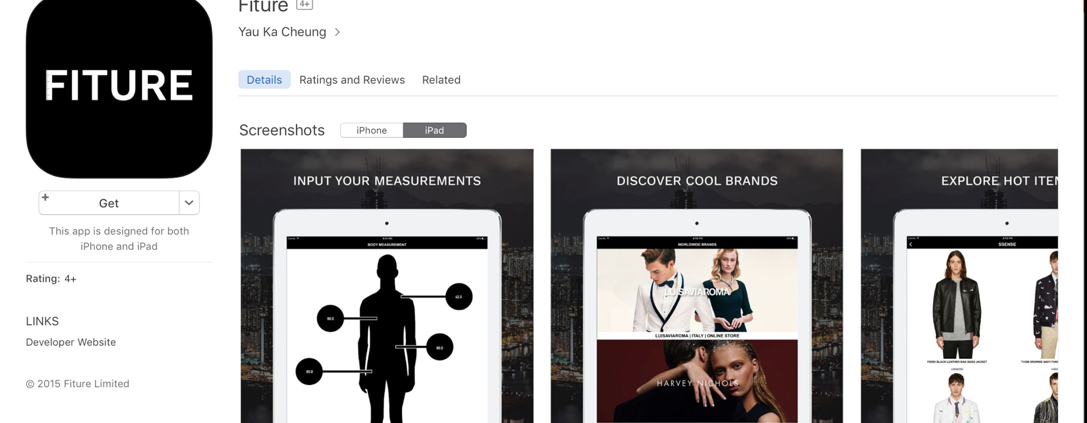 Fiture 4+
Yau Ka Cheung
FITURE
Details Ratings and Reviews Related
Screenshots iPhone iPad
Get
This app is designed for both
iPhone and iPad
Rating: 4+
LINKS
Developer Website
© 2015 Fiture Limited
INPUT YOUR MEASUREMENTS
BODY MEASUREMENT
DISCOVER COOL BRANDS
WORLDWIDE BRANDS
LUISAVIAROMA
LUISAVIAROMA | ITALY | ONLINE STORE
HARVEY NICHOLS
EXPLORE HOT ITEM
SSENSE